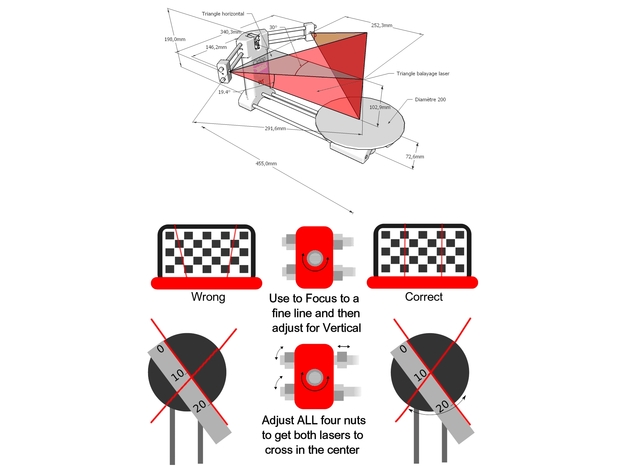 Triangle horizontal
252,3mm
340,3mm
30°
198,0mm
146,2mm
Triangle balayage laser
19.4°
Diamètre 200
102,9mm
291,6mm
72,6mm
455,0mm
Wrong
Use to Focus to a
fine line and then
adjust for Vertical
Correct
0
10
20
Adjust ALL four nuts
to get both lasers to
cross in the center
0
10
20